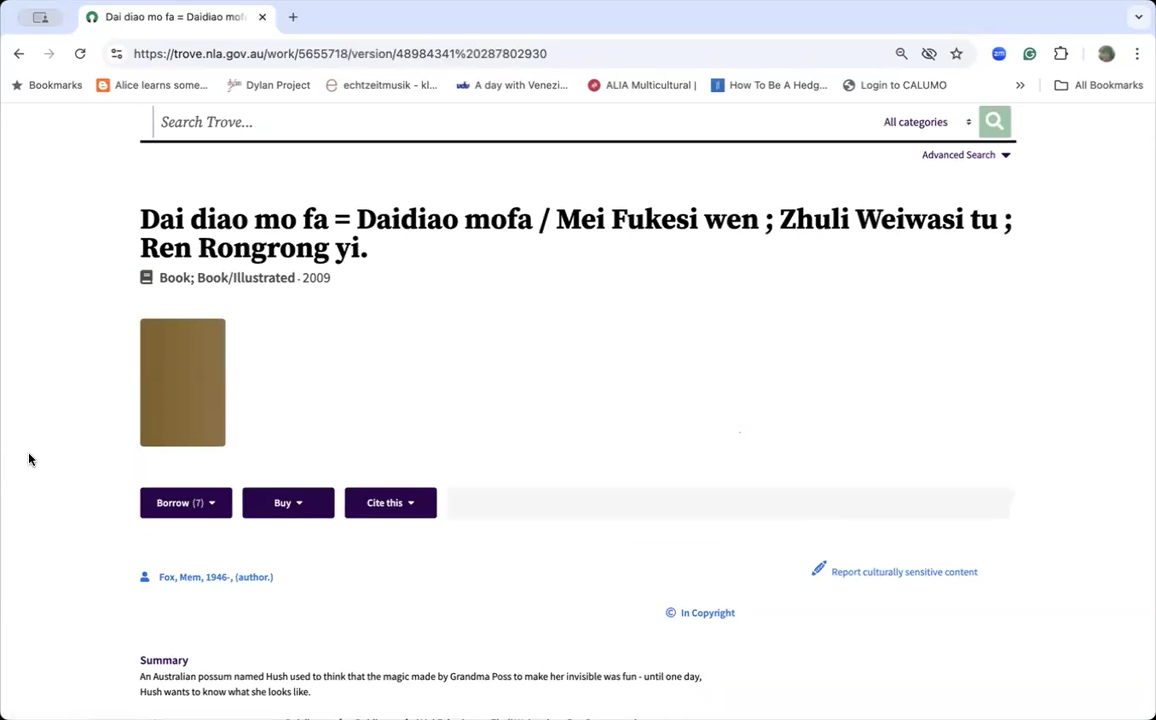 Dai diao mo fa = Daidiao mof
https://trove.nla.gov.au/work/5655718/version/48984341%20287802930
Bookmarks Alice learns some... Dylan Project echtzeitmusik - kl... A day with Venezi... ALIA Multicultural | How To Be A Hedg... Login to CALUMO » All Bookmarks
Search Trove... All categories
Advanced Search
Dai diao mo fa = Daidiao mofa / Mei Fukesi wen ; Zhuli Weiwasi tu ;
Ren Rongrong yi.
Book; Book/Illustrated - 2009
Borrow (7) Buy Cite this
Fox, Mem, 1946-, (author.) Report culturally sensitive content
© In Copyright
Summary
An Australian possum named Hush used to think that the magic made by Grandma Poss to make her invisible was fun - until one day,
Hush wants to know what she looks like.